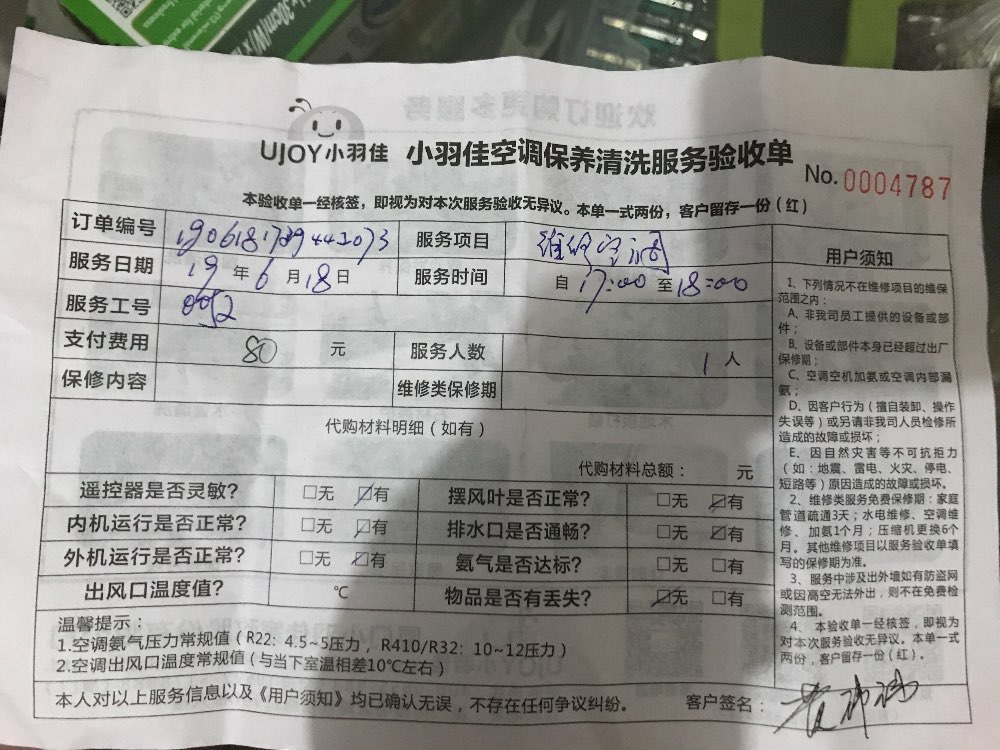 UJOY小羽佳 小羽佳空调保养清洗服务验收单
No. 0004787
本验收单一经核签，即视为对本次服务验收无异议。本单一式两份，客户留存一份（红）
订单编号 服务项目 维修空调
服务日期 19 年 6 月 18 日 服务时间 自 17:00 至 18:00
服务工号 0052
支付费用 80 元 服务人数 1 人
保修内容 维修类保修期
代购材料明细（如有）
代购材料总额： 元
遥控器是否灵敏？ □无 ☑有 摆风叶是否正常？ □无 ☑有
内机运行是否正常？ □无 ☑有 排水口是否通畅？ □无 ☑有
外机运行是否正常？ □无 ☑有 氨气是否达标？ □无 □有
出风口温度值？ ℃ 物品是否有丢失？ ☑无 □有
温馨提示：
1.空调氨气压力常规值（R22：4.5~5压力，R410/R32：10~12压力）
2.空调出风口温度常规值（与当下室温相差10℃左右）
本人对以上服务信息以及《用户须知》均已确认无误，不存在任何争议纠纷。 客户签名：
用户须知
1、下列情况不在维修项目的维保
范围之内：
A、非我司员工提供的设备或部
件；
B、设备或部件本身已经超过出厂
保修期；
C、空调空机加氨或空调内部漏
氨；
D、因客户行为（擅自装卸、操作
失误等）或另请非我司人员检修所
造成的故障或损坏；
E、因自然灾害等不可抗拒力
（如：地震、雷电、火灾、停电、
短路等）原因造成的故障或损坏。
2、维修类服务免费保修期：家庭
管道疏通3天；水电维修、空调维修
、加氨1个月；压缩机更换6个
月。其他维修项目以服务验收单填
写的保修期为准。
3、服务中涉及出外墙如有防盗网
或因高空无法外出，则不在免费检
测范围。
4、本验收单一经核签，即视为
对本次服务验收无异议。本单一式
两份，客户留存一份（红）。